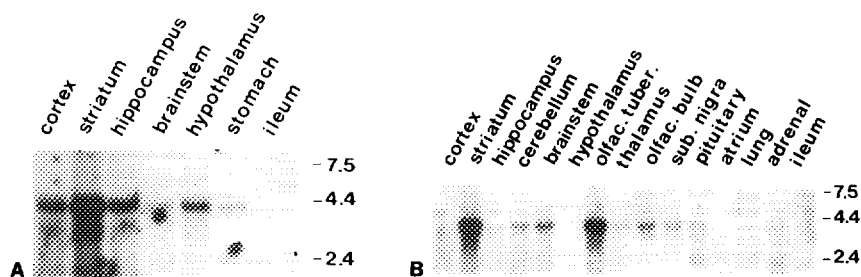 cortex
striatum
hippocampus
brainstem
hypothalamus
stomach
ileum
-7.5
-4.4
-2.4
A
cortex
striatum
hippocampus
cerebellum
brainstem
hypothalamus
olfac. tuber.
thalamus
olfac. bulb
sub. nigra
pituitary
atrium
lung
adrenal
ileum
-7.5
-4.4
-2.4
B